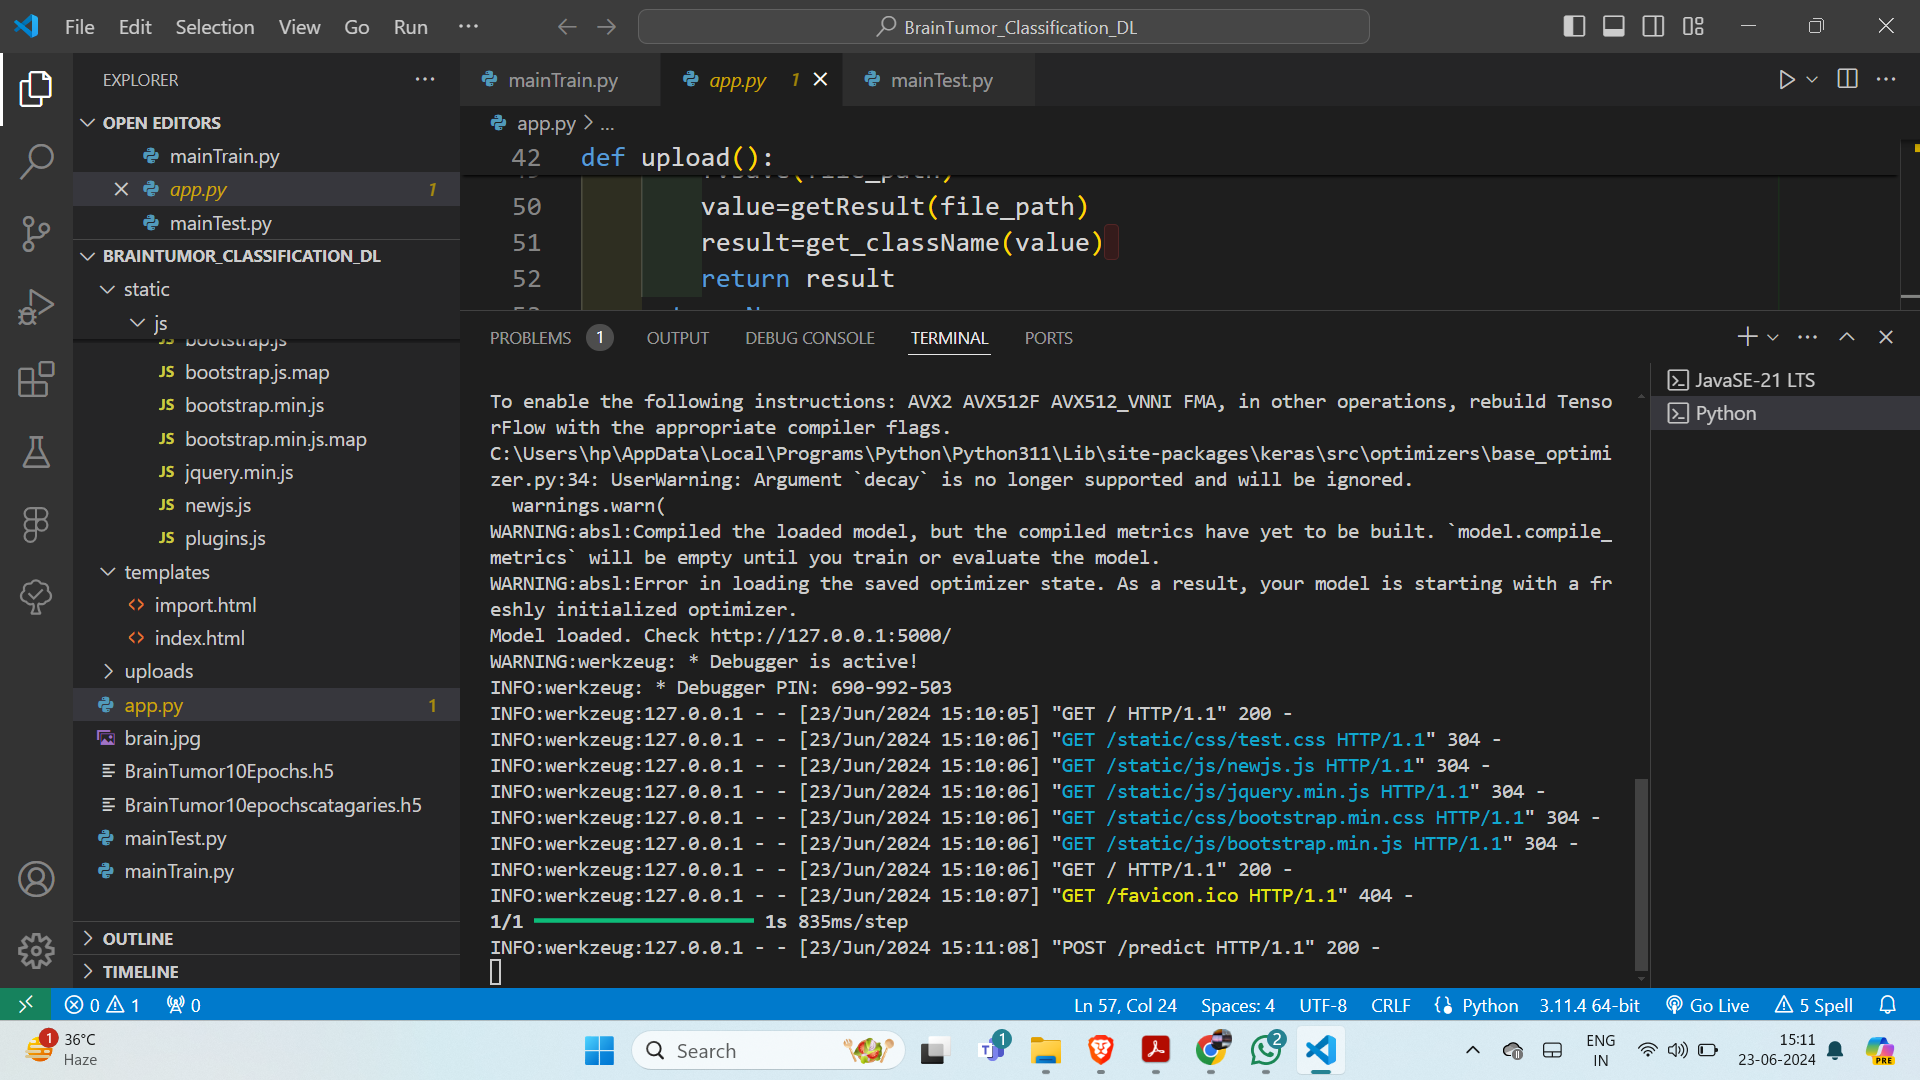 File Edit Selection View Go Run ···
BrainTumor_Classification_DL
EXPLORER
OPEN EDITORS
mainTrain.py
app.py 1
mainTest.py
BRAINTUMOR_CLASSIFICATION_DL
static
js
bootstrap.js
JS bootstrap.js.map
JS bootstrap.min.js
JS bootstrap.min.js.map
JS jquery.min.js
JS newjs.js
JS plugins.js
templates
import.html
index.html
uploads
app.py 1
brain.jpg
BrainTumor10Epochs.h5
BrainTumor10epochscatagaries.h5
mainTest.py
mainTrain.py
OUTLINE
TIMELINE
mainTrain.py app.py 1 mainTest.py
app.py > ...
42 def upload():
50 value=getResult(file_path)
51 result=get_className(value)
52 return result
PROBLEMS 1 OUTPUT DEBUG CONSOLE TERMINAL PORTS
To enable the following instructions: AVX2 AVX512F AVX512_VNNI FMA, in other operations, rebuild Tenso
rFlow with the appropriate compiler flags.
C:\Users\hp\AppData\Local\Programs\Python\Python311\Lib\site-packages\keras\src\optimizers\base_optimi
zer.py:34: UserWarning: Argument `decay` is no longer supported and will be ignored.
warnings.warn(
WARNING:absl:Compiled the loaded model, but the compiled metrics have yet to be built. `model.compile_
metrics` will be empty until you train or evaluate the model.
WARNING:absl:Error in loading the saved optimizer state. As a result, your model is starting with a fr
eshly initialized optimizer.
Model loaded. Check http://127.0.0.1:5000/
WARNING:werkzeug: * Debugger is active!
INFO:werkzeug: * Debugger PIN: 690-992-503
INFO:werkzeug:127.0.0.1 - - [23/Jun/2024 15:10:05] "GET / HTTP/1.1" 200 -
INFO:werkzeug:127.0.0.1 - - [23/Jun/2024 15:10:06] "GET /static/css/test.css HTTP/1.1" 304 -
INFO:werkzeug:127.0.0.1 - - [23/Jun/2024 15:10:06] "GET /static/js/newjs.js HTTP/1.1" 304 -
INFO:werkzeug:127.0.0.1 - - [23/Jun/2024 15:10:06] "GET /static/js/jquery.min.js HTTP/1.1" 304 -
INFO:werkzeug:127.0.0.1 - - [23/Jun/2024 15:10:06] "GET /static/css/bootstrap.min.css HTTP/1.1" 304 -
INFO:werkzeug:127.0.0.1 - - [23/Jun/2024 15:10:06] "GET /static/js/bootstrap.min.js HTTP/1.1" 304 -
INFO:werkzeug:127.0.0.1 - - [23/Jun/2024 15:10:06] "GET / HTTP/1.1" 200 -
INFO:werkzeug:127.0.0.1 - - [23/Jun/2024 15:10:07] "GET /favicon.ico HTTP/1.1" 404 -
1/1 1s 835ms/step
INFO:werkzeug:127.0.0.1 - - [23/Jun/2024 15:11:08] "POST /predict HTTP/1.1" 200 -
JavaSE-21 LTS
Python
0 1 0
Ln 57, Col 24 Spaces: 4 UTF-8 CRLF Python 3.11.4 64-bit Go Live 5 Spell
1 36°C
Haze
Search
1
2
ENG
IN
15:11
23-06-2024
PRE